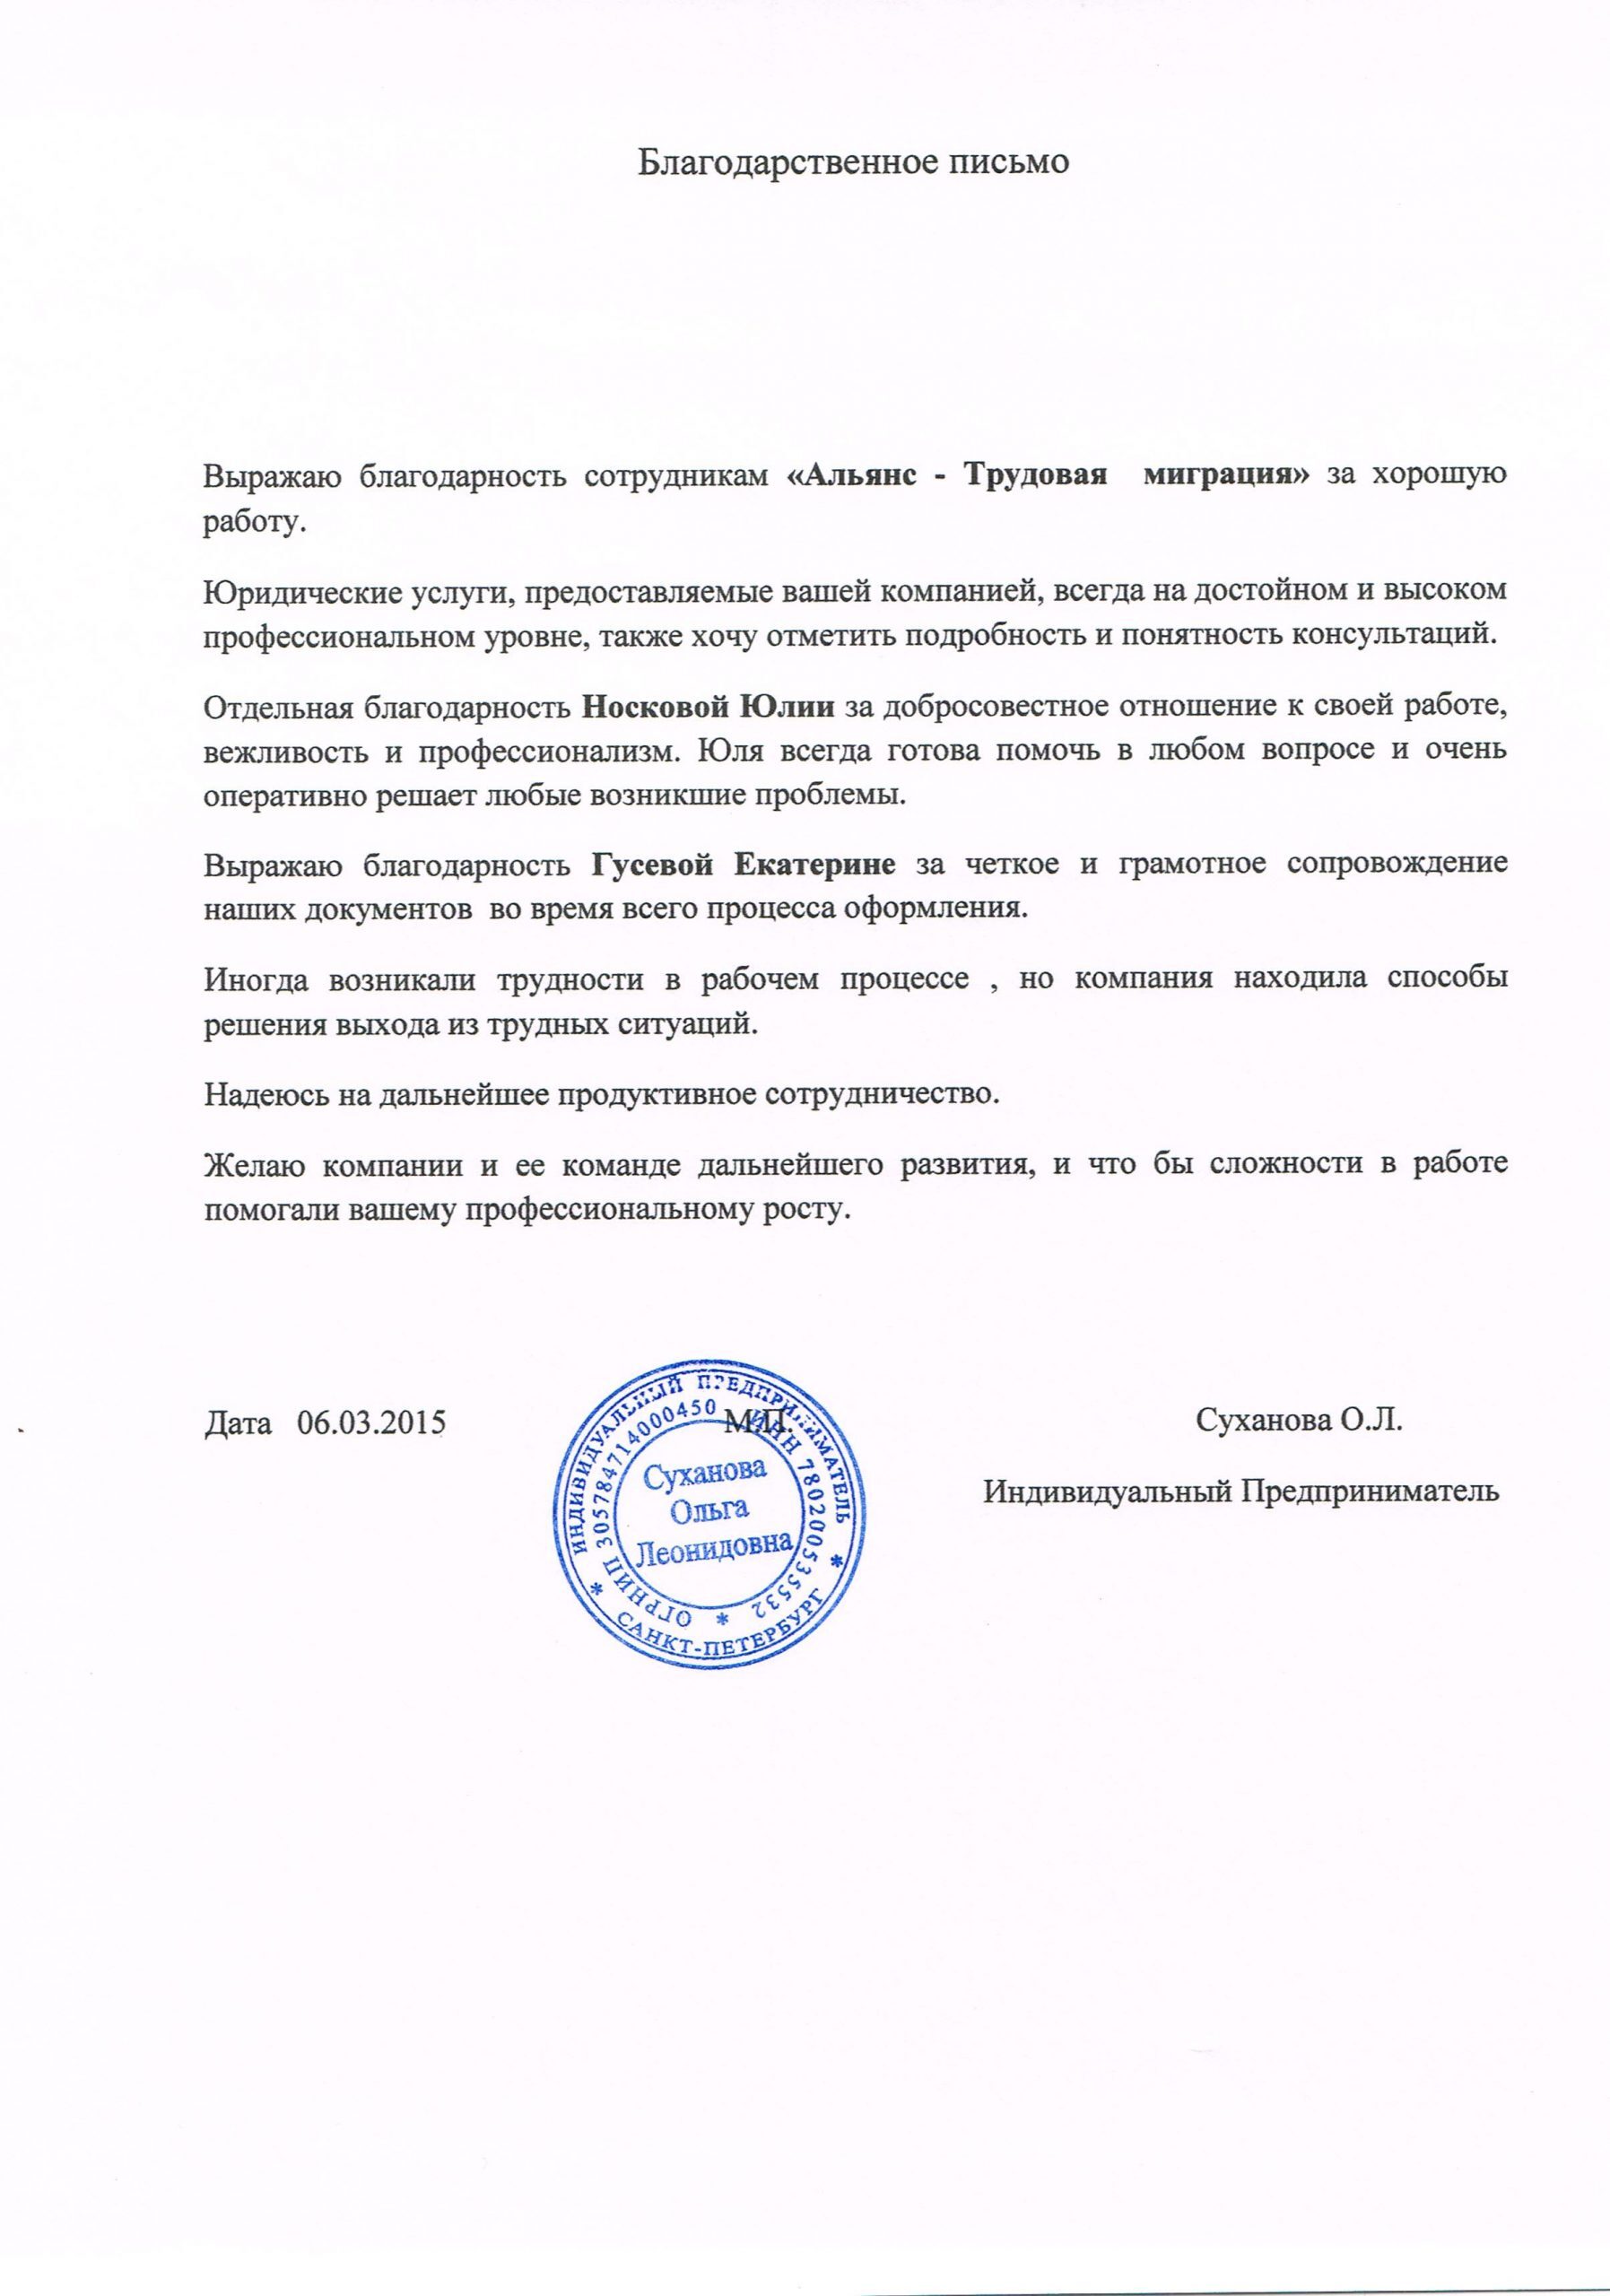 Благодарственное письмо
Выражаю благодарность сотрудникам «Альянс - Трудовая  миграция» за хорошую
работу.
Юридические услуги, предоставляемые вашей компанией, всегда на достойном и высоком
профессиональном уровне, также хочу отметить подробность и понятность консультаций.
Отдельная благодарность Носковой Юлии за добросовестное отношение к своей работе,
вежливость и профессионализм. Юля всегда готова помочь в любом вопросе и очень
оперативно решает любые возникшие проблемы.
Выражаю благодарность Гусевой Екатерине за четкое и грамотное сопровождение
наших документов  во время всего процесса оформления.
Иногда возникали трудности в рабочем процессе , но компания находила способы
решения выхода из трудных ситуаций.
Надеюсь на дальнейшее продуктивное сотрудничество.
Желаю компании и ее команде дальнейшего развития, и что бы сложности в работе
помогали вашему профессиональному росту.
Дата   06.03.2015 М.П. Суханова О.Л.
Индивидуальный Предприниматель
ИНДИВИДУАЛЬНЫЙ ПРЕДПРИНИМАТЕЛЬ
* САНКТ-ПЕТЕРБУРГ *
ОГРНИП 305784714000450 ИНН 780200535532 *
Суханова
Ольга
Леонидовна